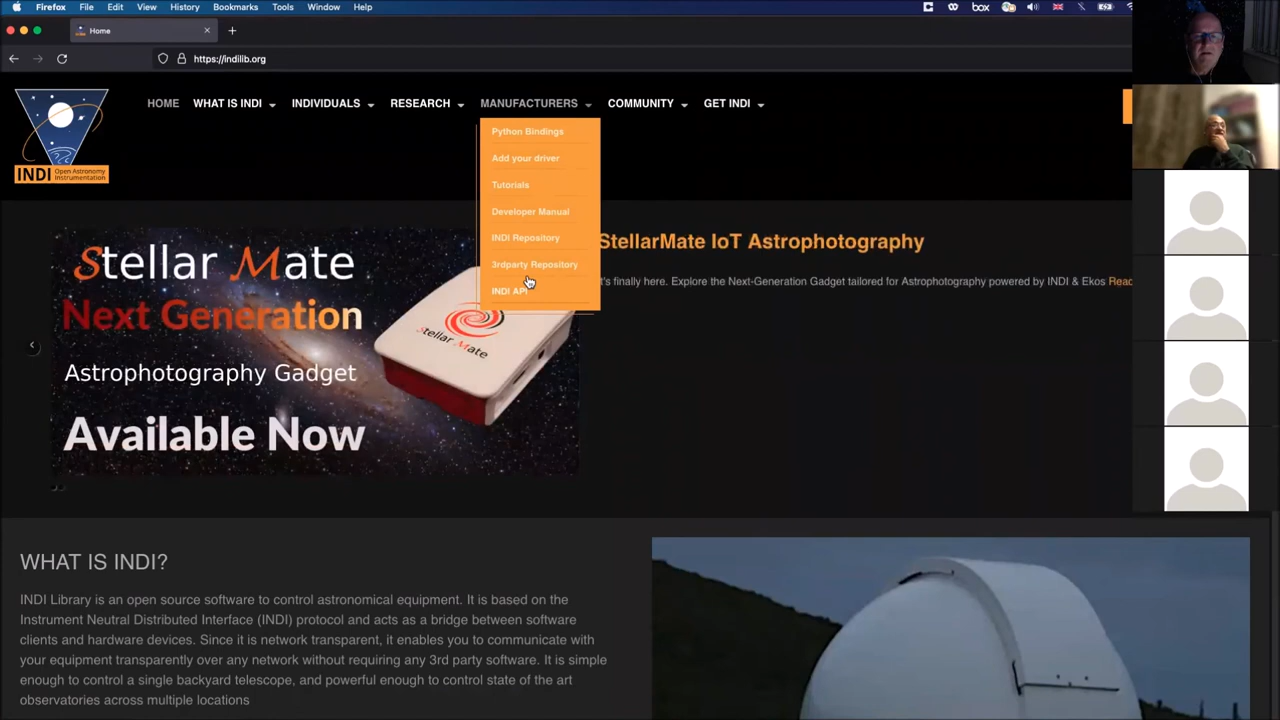 Firefox File Edit View History Bookmarks Tools Window Help
box
Home
https://indilib.org
INDI Open Astronomy Instrumentation
HOME WHAT IS INDI INDIVIDUALS RESEARCH MANUFACTURERS COMMUNITY GET INDI
Python Bindings
Add your driver
Tutorials
Developer Manual
INDI Repository
3rdparty Repository
INDI API
Stellar Mate
Next Generation
Astrophotography Gadget
Available Now
Stellar Mate
StellarMate IoT Astrophotography
t's finally here. Explore the Next-Generation Gadget tailored for Astrophotography powered by INDI & Ekos Reac
WHAT IS INDI?
INDI Library is an open source software to control astronomical equipment. It is based on the
Instrument Neutral Distributed Interface (INDI) protocol and acts as a bridge between software
clients and hardware devices. Since it is network transparent, it enables you to communicate with
your equipment transparently over any network without requiring any 3rd party software. It is simple
enough to control a single backyard telescope, and powerful enough to control state of the art
observatories across multiple locations